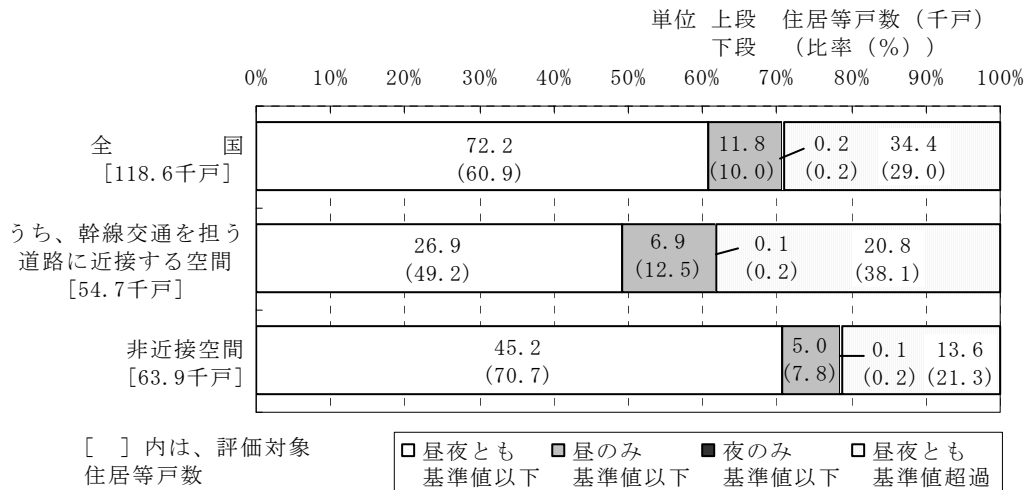 単位 上段 住居等戸数（千戸）
下段 （比率（%））
0% 10% 20% 30% 40% 50% 60% 70% 80% 90% 100%
全国
[118.6千戸]
72.2 11.8 0.2 34.4
(60.9) (10.0) (0.2) (29.0)
うち、幹線交通を担う
道路に近接する空間
[54.7千戸]
26.9 6.9 0.1 20.8
(49.2) (12.5) (0.2) (38.1)
非近接空間
[63.9千戸]
45.2 5.0 0.1 13.6
(70.7) (7.8) (0.2) (21.3)
[ ]内は、評価対象
住居等戸数
昼夜とも 昼のみ 夜のみ 昼夜とも
基準値以下 基準値以下 基準値以下 基準値超過